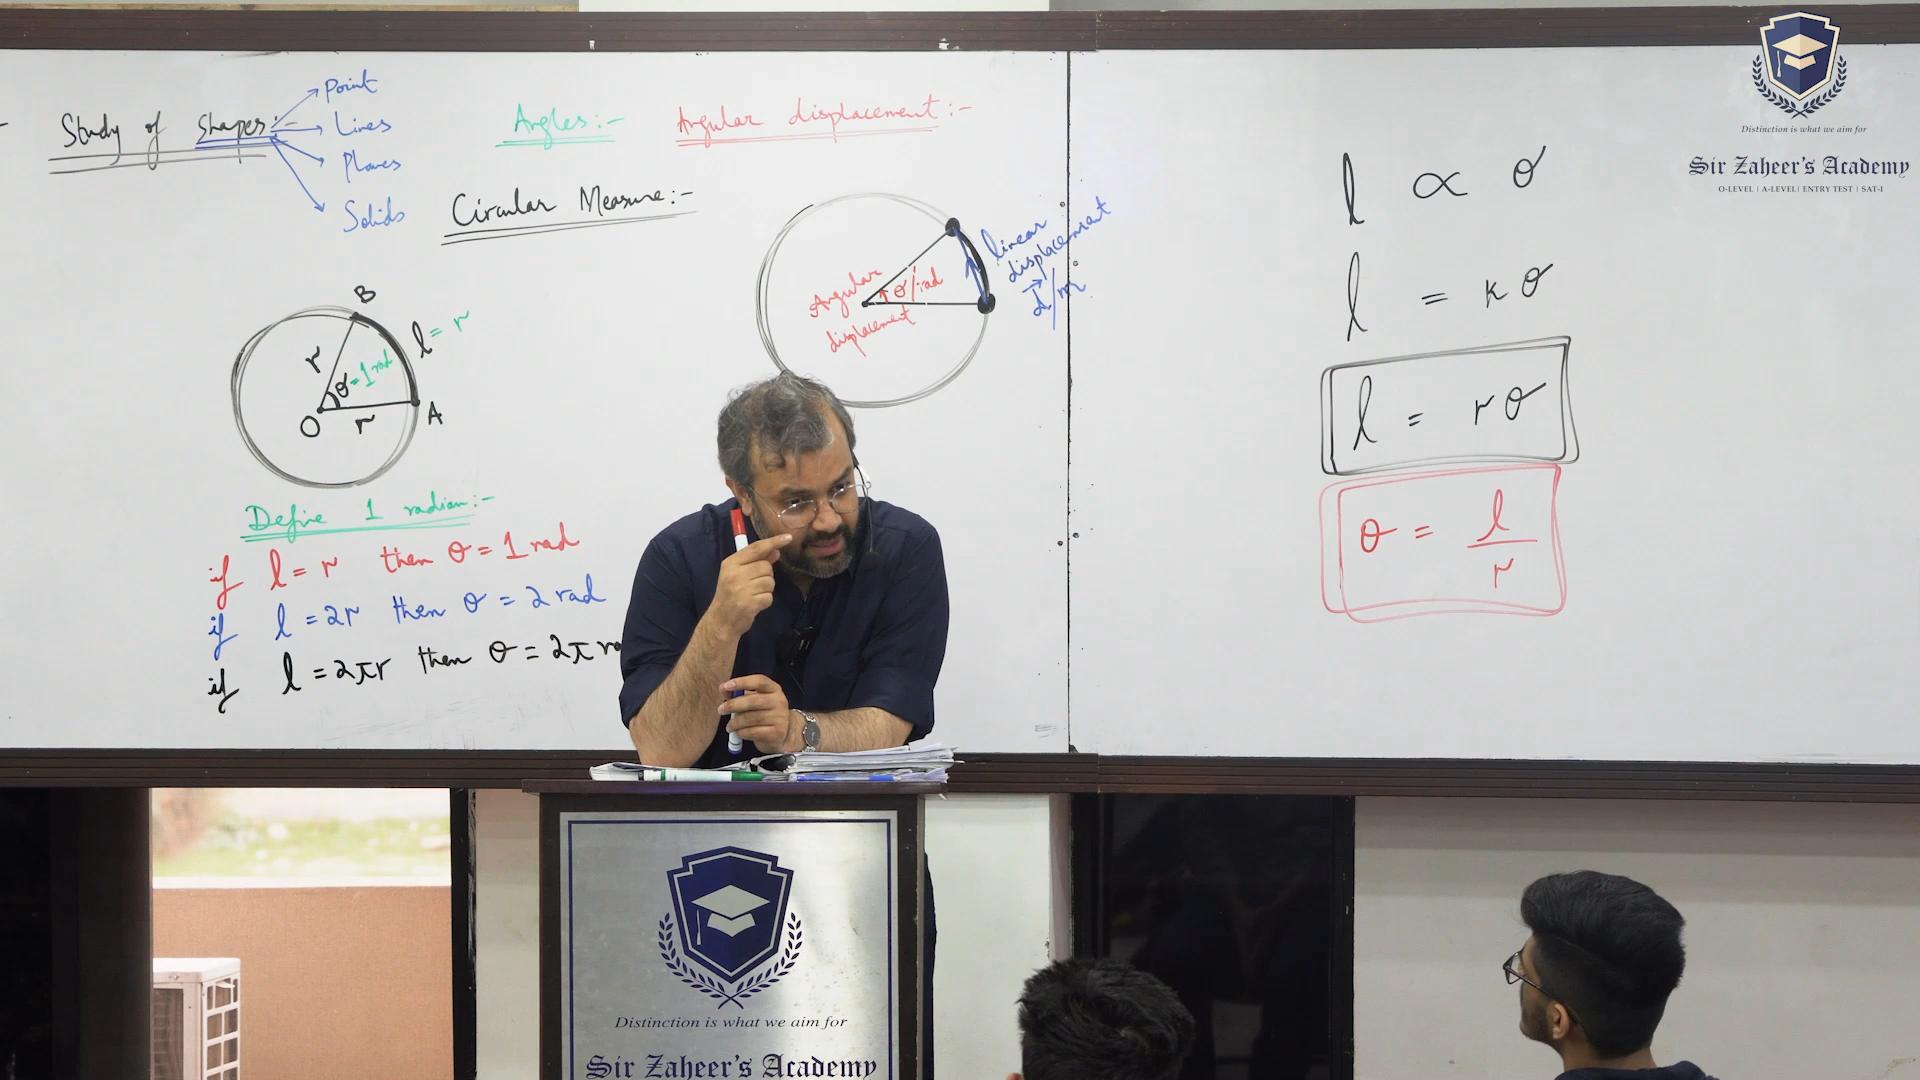 Study of Shapes:-
Point
Lines
Planes
Solids
Angles:-
Angular displacement:-
Circular Measure:-
B
l = r
r
θ = 1 rad
O
r
A
Define 1 radian:-
if l = r then θ = 1 rad
if l = 2r then θ = 2 rad
if l = 2πr then θ = 2π ra
Angular
displacement
θ/rad
linear
displacement
d/m
l ∝ θ
l = kθ
l = rθ
θ = l/r
Distinction is what we aim for
Sir Zaheer's Academy
O-LEVEL | A-LEVEL | ENTRY TEST | SAT-I
Distinction is what we aim for
Sir Zaheer's Academy